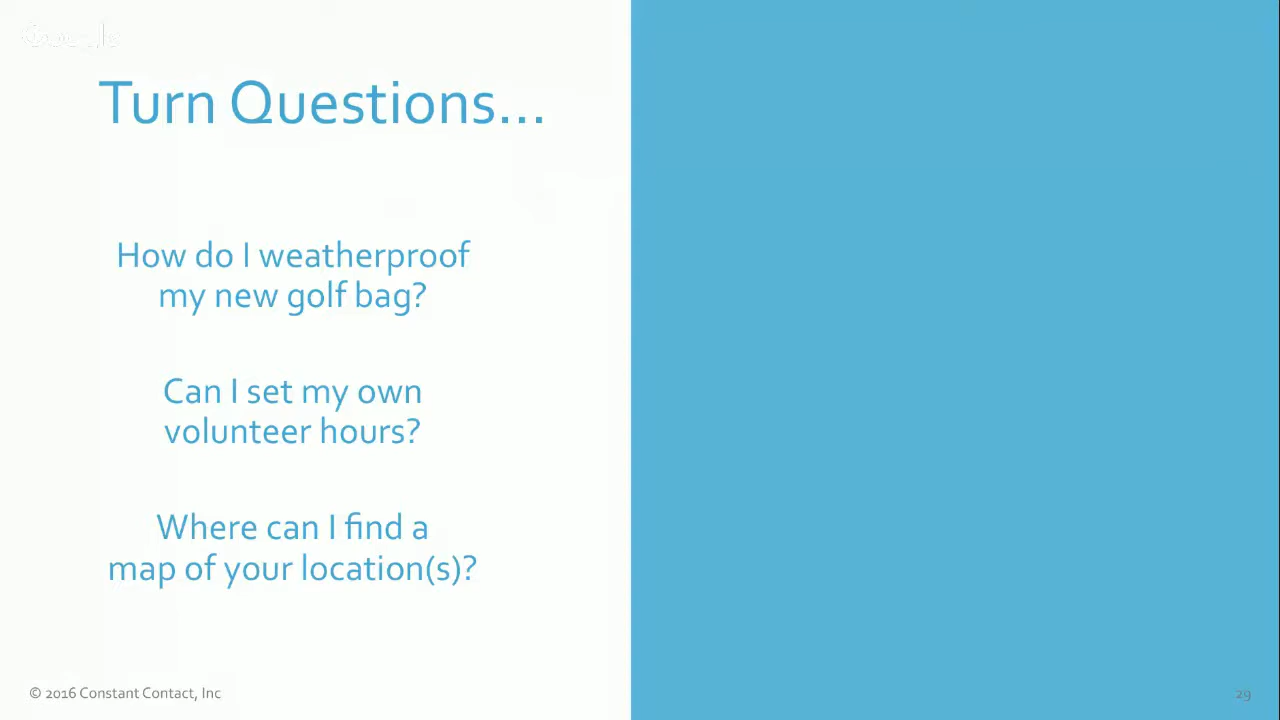 Turn Questions...
How do I weatherproof
my new golf bag?
Can I set my own
volunteer hours?
Where can I find a
map of your location(s)?
© 2016 Constant Contact, Inc
29